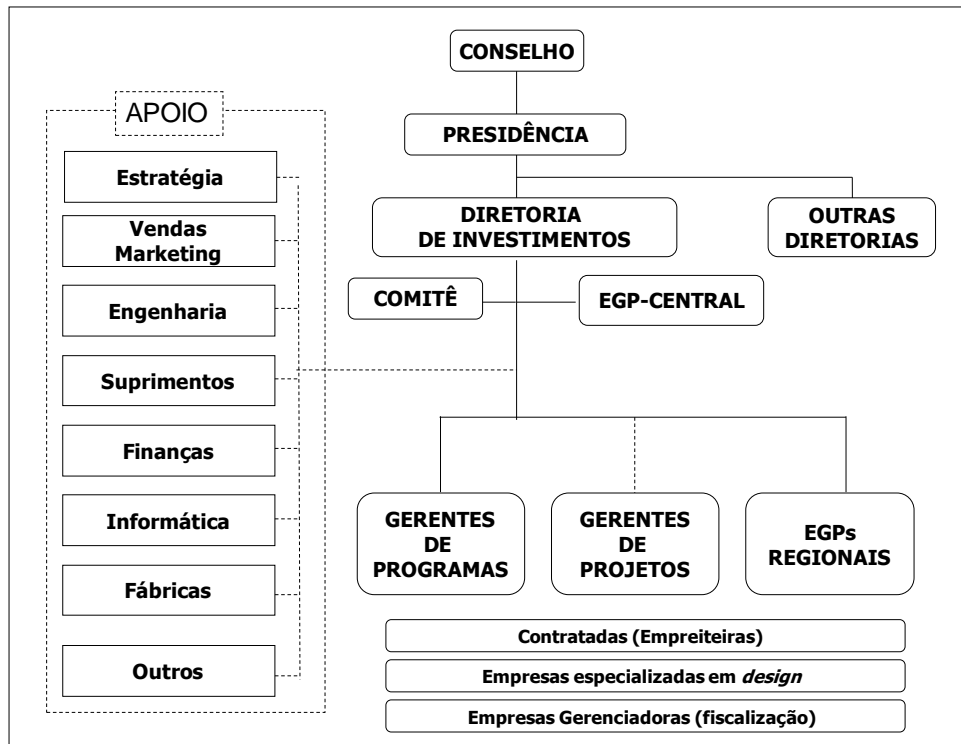 CONSELHO
PRESIDÊNCIA
DIRETORIA
DE INVESTIMENTOS
OUTRAS
DIRETORIAS
COMITÊ
EGP-CENTRAL
APOIO
Estratégia
Vendas
Marketing
Engenharia
Suprimentos
Finanças
Informática
Fábricas
Outros
GERENTES
DE
PROGRAMAS
GERENTES
DE
PROJETOS
EGPs
REGIONAIS
Contratadas (Empreiteiras)
Empresas especializadas em design
Empresas Gerenciadoras (fiscalização)